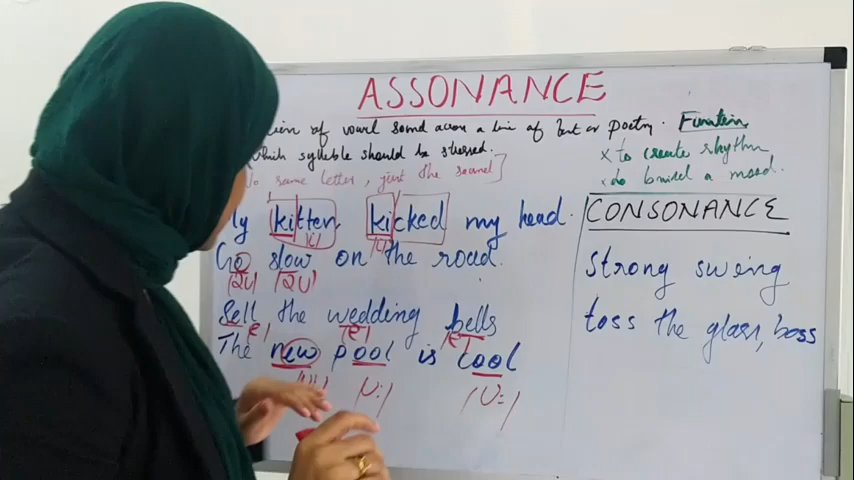 ASSONANCE
of vowel sound across a line of text or poetry.
which syllable should be stressed.
same letter, just the sound]
kitten kicked my head.
Go slow on the road.
/əʊ/ /əʊ/
Sell the wedding bells
/e/ /e/ /e/
The new pool is cool
/u:/ /u:/
Function
x to create rhythm
to build a mood.
CONSONANCE
Strong swing
toss the glass, boss